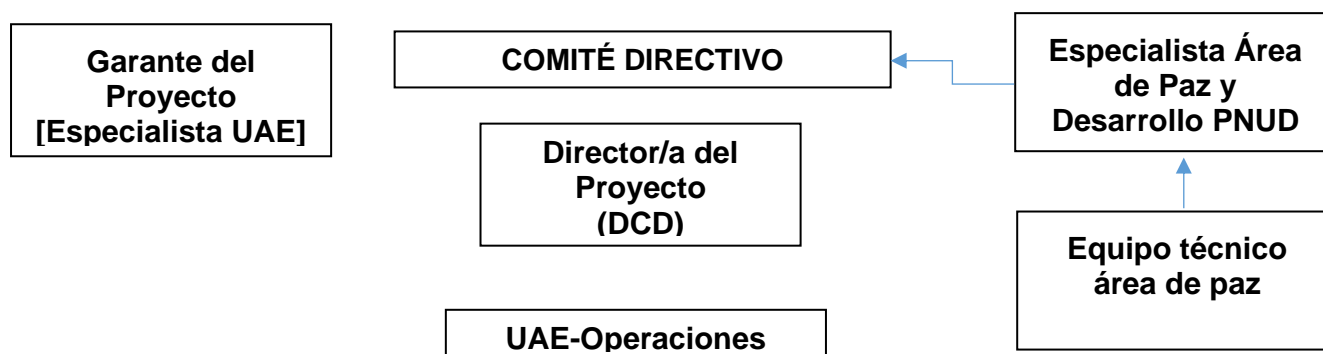 Garante del
Proyecto
[Especialista UAE]
COMITÉ DIRECTIVO
Especialista Área
de Paz y
Desarrollo PNUD
Director/a del
Proyecto
(DCD)
Equipo técnico
área de paz
UAE-Operaciones